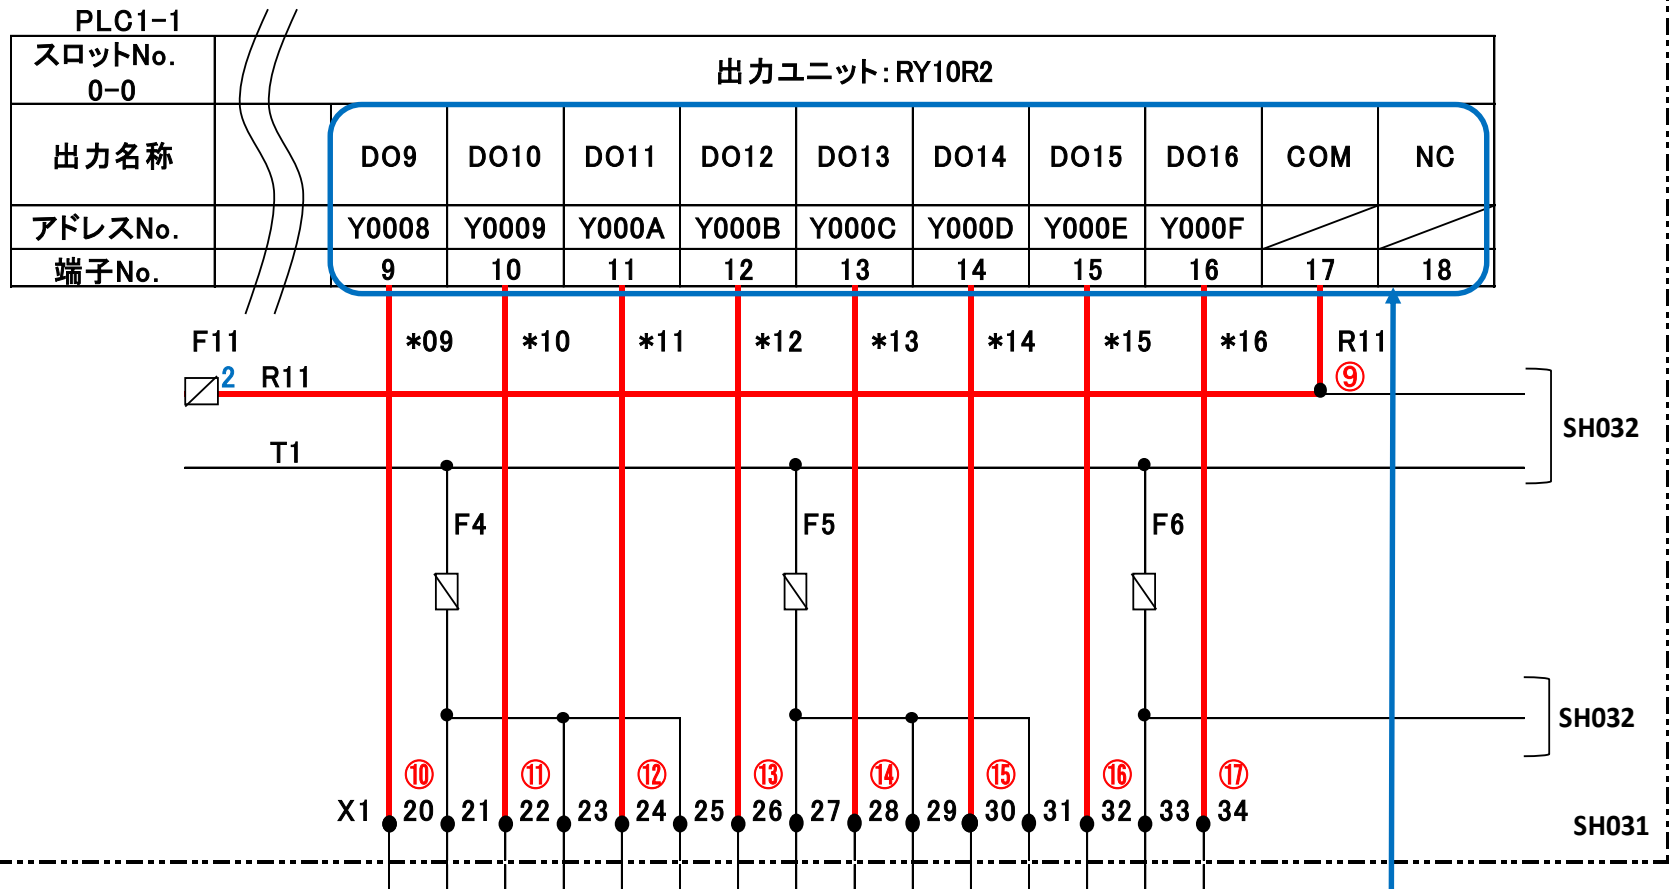 PLC1-1
スロットNo.
0-0
出力ユニット:RY10R2
出力名称 DO9 DO10 DO11 DO12 DO13 DO14 DO15 DO16 COM NC
アドレスNo. Y0008 Y0009 Y000A Y000B Y000C Y000D Y000E Y000F
端子No. 9 10 11 12 13 14 15 16 17 18
F11 *09 *10 *11 *12 *13 *14 *15 *16 R11
2 R11 ⑨
SH032
T1
F4 F5 F6
SH032
⑩ ⑪ ⑫ ⑬ ⑭ ⑮ ⑯ ⑰
X1 20 21 22 23 24 25 26 27 28 29 30 31 32 33 34
SH031